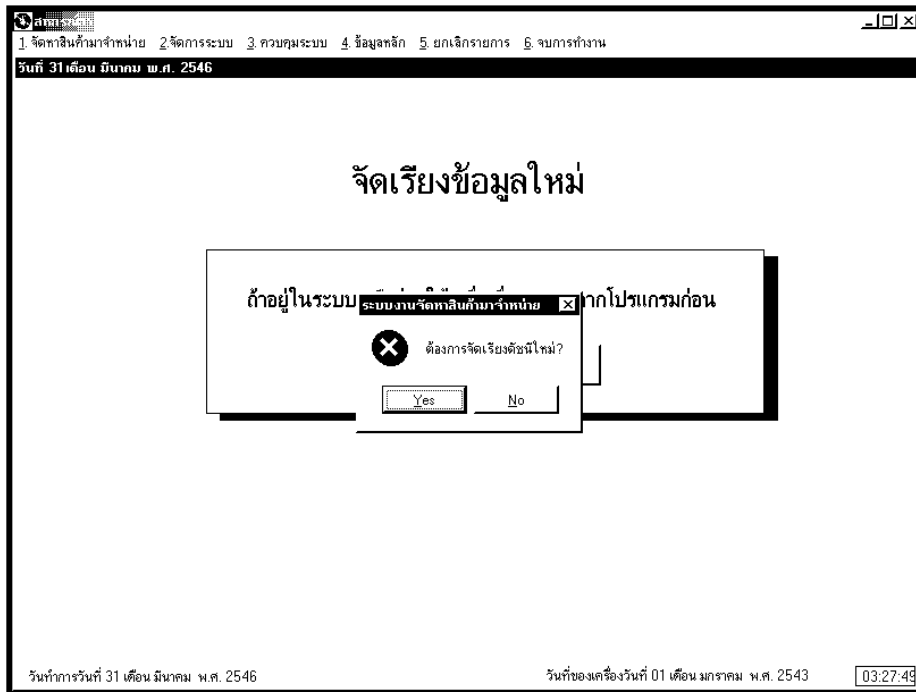 1. จัดหาสินค้ามาจำหน่าย 2.จัดการระบบ 3. ควบคุมระบบ 4. ข้อมูลหลัก 5. ยกเลิกรายการ 6. จบการทำงาน
วันที่ 31 เดือน มีนาคม พ.ศ. 2546
จัดเรียงข้อมูลใหม่
ถ้าอยู่ในระบบ ากโปรแกรมก่อน
ระบบงานจัดหาสินค้ามาจำหน่าย
ต้องการจัดเรียงดัชนีใหม่?
Yes No
วันทำการวันที่ 31 เดือน มีนาคม พ.ศ. 2546 วันที่ของเครื่องวันที่ 01 เดือน มกราคม พ.ศ. 2543 03:27:49